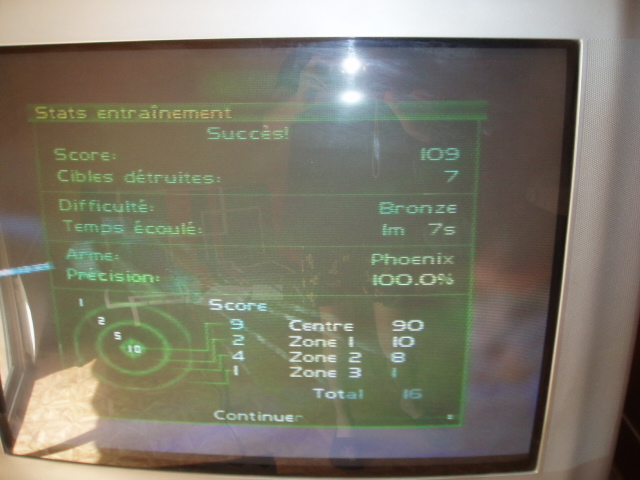 Stats entraînement
Succès!
Score: 109
Cibles détruites: 7
Difficulté: Bronze
Temps écoulé: 1m 7s
Arme: Phoenix
Précision: 100.0%
1
2
5
10
Score
9 Centre 90
2 Zone 1 10
4 Zone 2 8
1 Zone 3 1
Total 16
Continuer